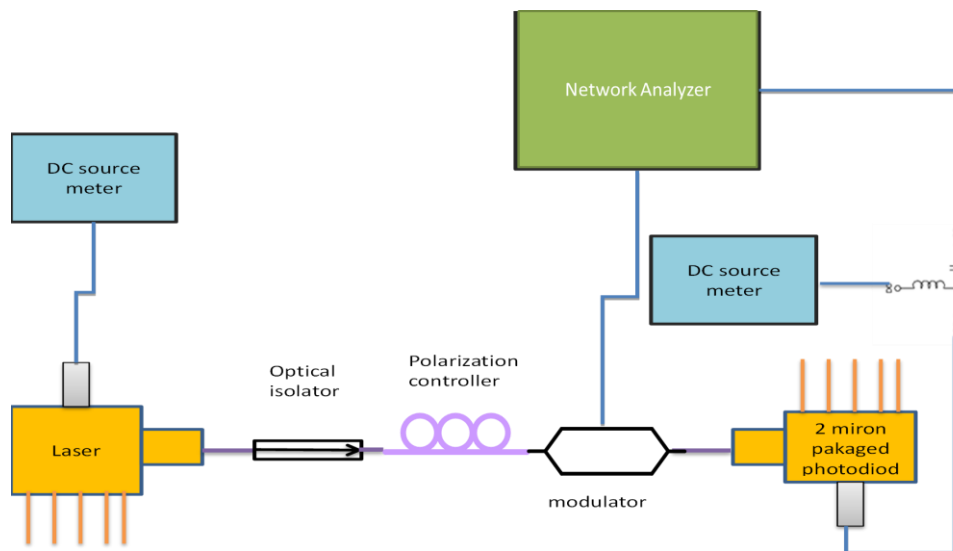 Network Analyzer
DC source
meter
DC source
meter
Optical
isolator
Polarization
controller
Laser
modulator
2 miron
pakaged
photodiod